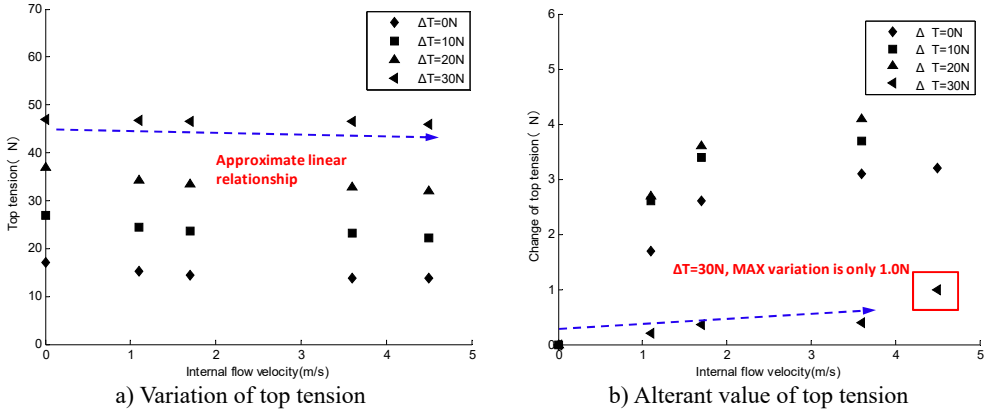 70
60
50
40
30
20
10
0
Top tension( N)
ΔT=0N
ΔT=10N
ΔT=20N
ΔT=30N
Approximate linear
relationship
0 1 2 3 4 5
Internal flow velocity(m/s)
a) Variation of top tension
6
5
4
3
2
1
0
Change of top tension( N)
Δ T=0N
Δ T=10N
Δ T=20N
Δ T=30N
ΔT=30N, MAX variation is only 1.0N
0 1 2 3 4 5
Internal flow velocity(m/s)
b) Alterant value of top tension